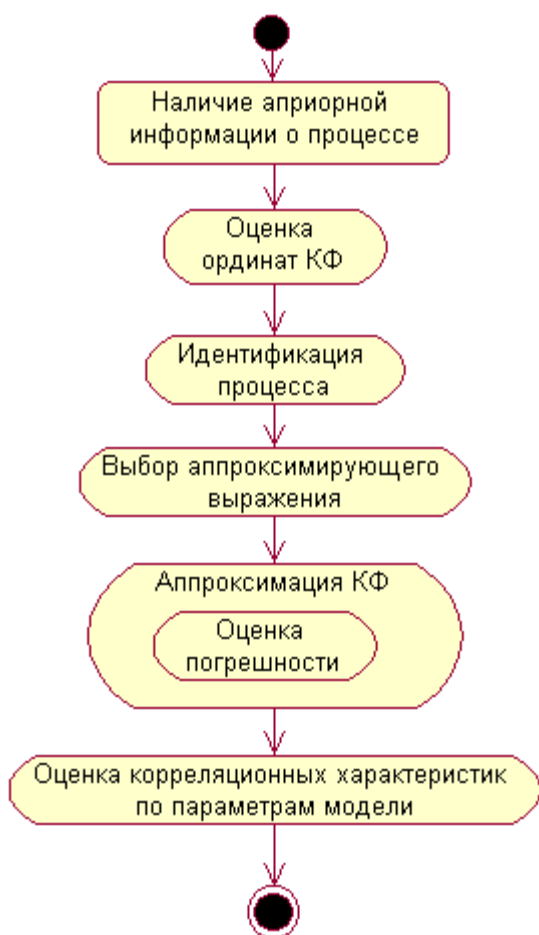 Наличие априорной
информации о процессе
Оценка
ординат КФ
Идентификация
процесса
Выбор аппроксимирующего
выражения
Аппроксимация КФ
Оценка
погрешности
Оценка корреляционных характеристик
по параметрам модели